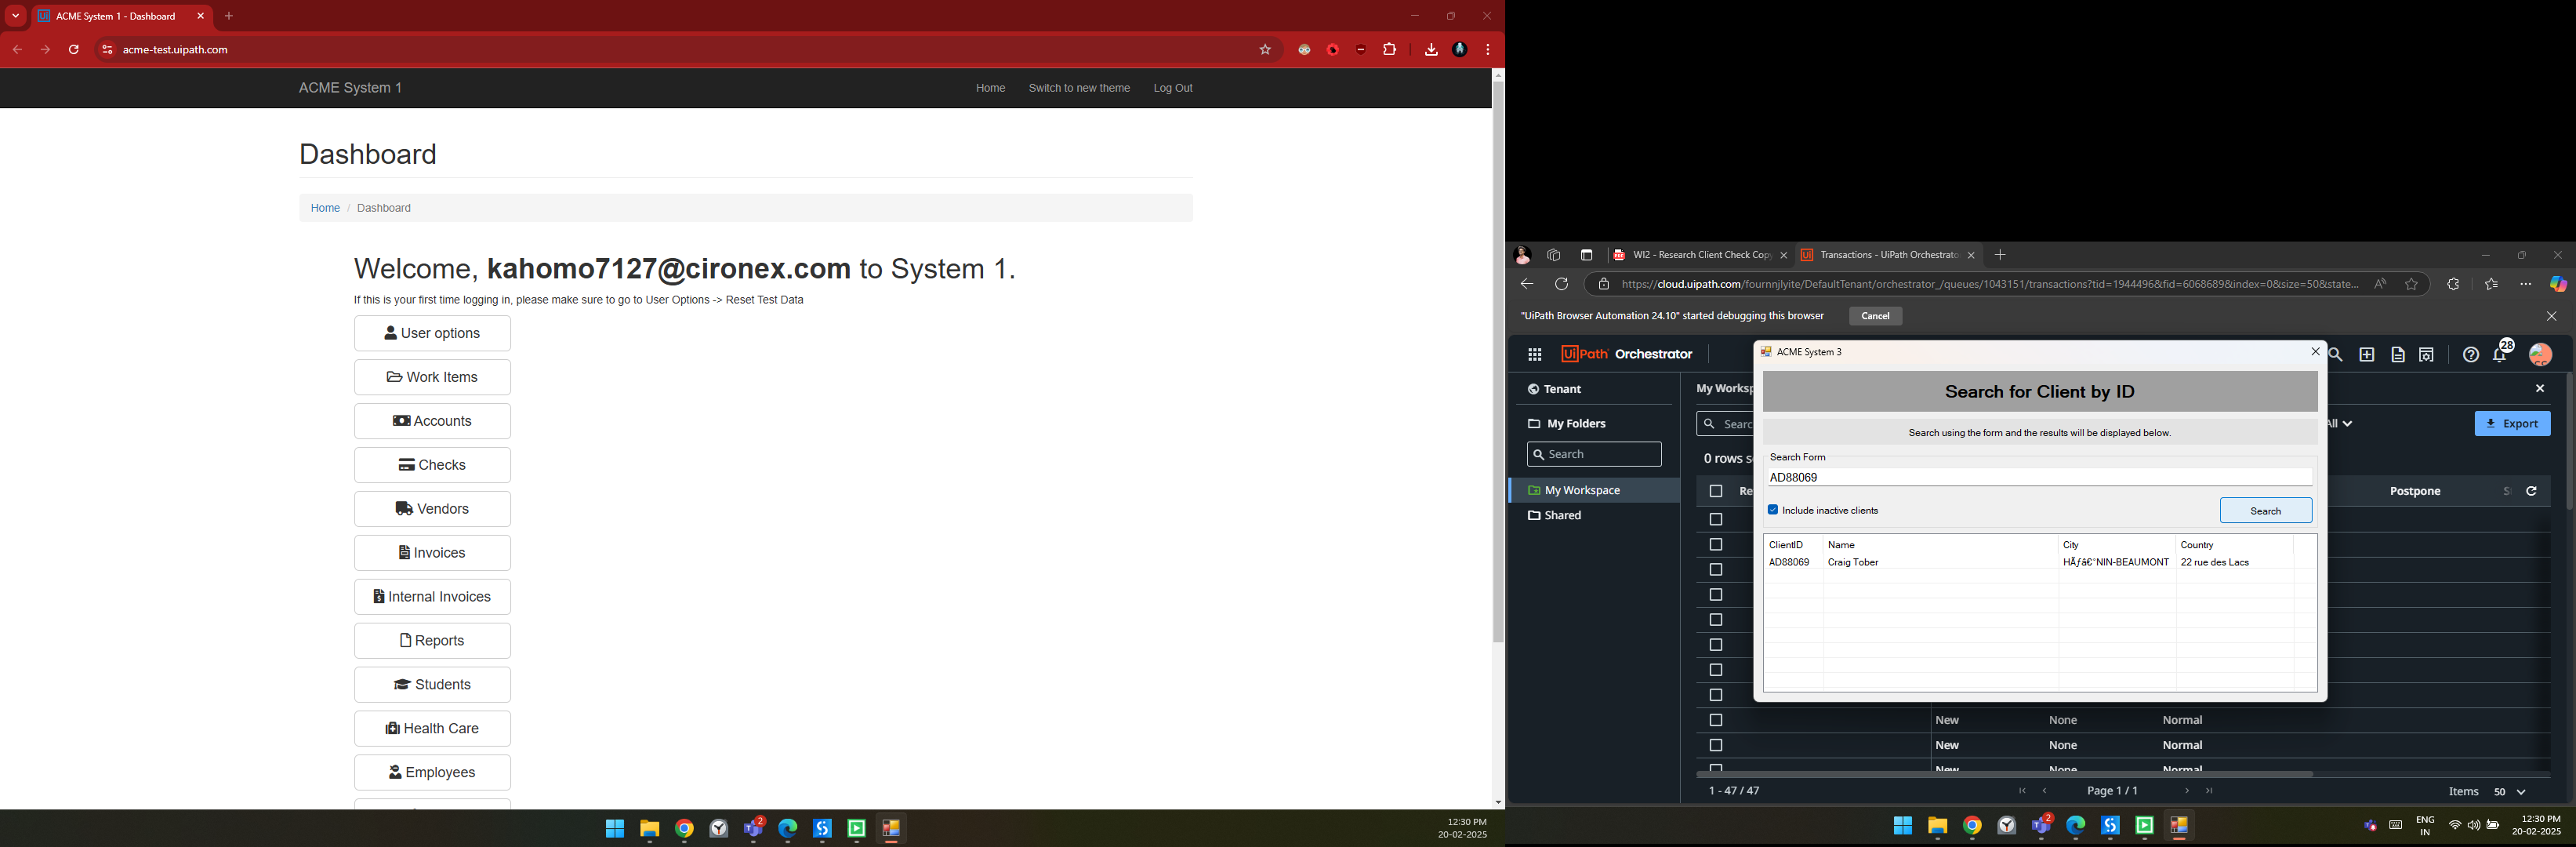 ACME System 1 - Dashboard
acme-test.uipath.com
ACME System 1
Home
Switch to new theme
Log Out
Dashboard
Home / Dashboard
Welcome, kahomo7127@cironex.com to System 1.
If this is your first time logging in, please make sure to go to User Options -> Reset Test Data
User options
Work Items
Accounts
Checks
Vendors
Invoices
Internal Invoices
Reports
Students
Health Care
Employees
2
12:30 PM
20-02-2025
WI2 - Research Client Check Copy
Transactions - UiPath Orchestrato
https://cloud.uipath.com/fournnjlyite/DefaultTenant/orchestrator_/queues/1043151/transactions?tid=1944496&fid=6068689&index=0&size=50&state...
"UiPath Browser Automation 24.10" started debugging this browser
Cancel
UiPath Orchestrator
28
Tenant
My Folders
Search
My Workspace
Shared
My Worksp
Searc
All
Export
0 rows s
Re
Postpone
ACME System 3
Search for Client by ID
Search using the form and the results will be displayed below.
Search Form
AD88069
Include inactive clients
Search
ClientID Name City Country
AD88069 Craig Tober HÃƒâ€°NIN-BEAUMONT 22 rue des Lacs
New None Normal
New None Normal
New None Normal
1 - 47 / 47
Page 1 / 1
Items 50
2
ENG
IN
12:30 PM
20-02-2025